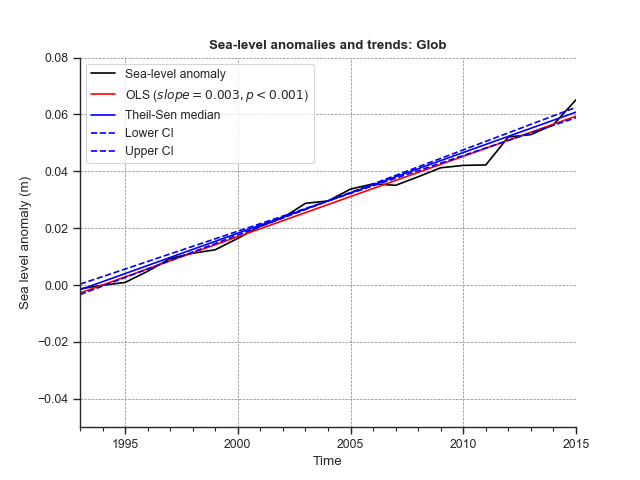 Sea-level anomalies and trends: Glob
0.08
0.06
0.04
0.02
0.00
−0.02
−0.04
Sea level anomaly (m)
Sea-level anomaly
OLS (slope = 0.003, p < 0.001)
Theil-Sen median
Lower CI
Upper CI
1995 2000 2005 2010 2015
Time